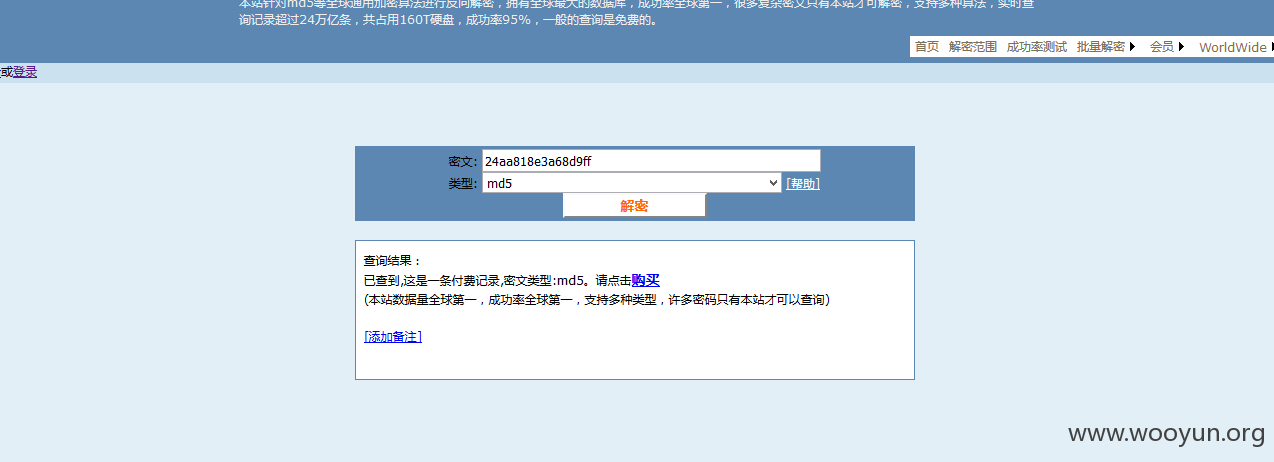 本站针对md5等全球通用加密算法进行反向解密，拥有全球最大的数据库，成功率全球第一，很多复杂密文只有本站才可解密，支持多种算法，实时查
询记录超过24万亿条，共占用160T硬盘，成功率95%，一般的查询是免费的。
首页 解密范围 成功率测试 批量解密 会员 WorldWide
或登录
密文: 24aa818e3a68d9ff
类型: md5 [帮助]
解密
查询结果：
已查到,这是一条付费记录,密文类型:md5。请点击购买
(本站数据量全球第一，成功率全球第一，支持多种类型，许多密码只有本站才可以查询)
[添加备注]
www.wooyun.org